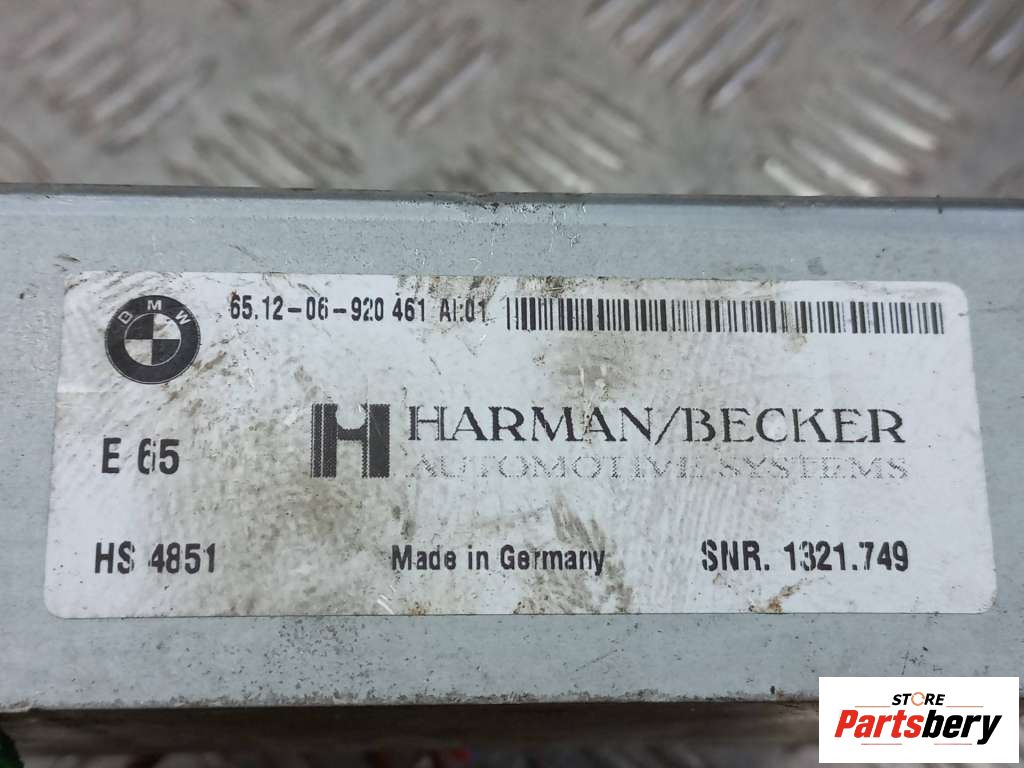 BMW
65.12-06-920 461 AI:01
E 65
H HARMAN/BECKER
AUTOMOTIVE SYSTEMS
HS 4851 Made in Germany SNR. 1321.749
STORE
Partsbery